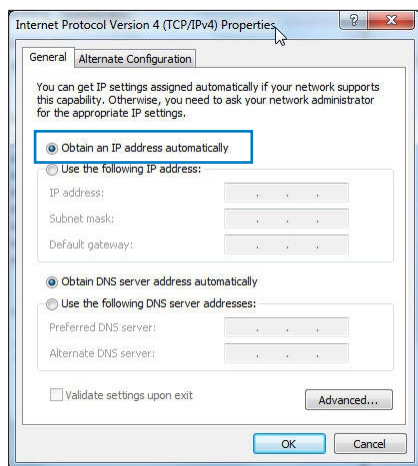 Internet Protocol Version 4 (TCP/IPv4) Properties
General
Alternate Configuration
You can get IP settings assigned automatically if your network supports
this capability. Otherwise, you need to ask your network administrator
for the appropriate IP settings.
Obtain an IP address automatically
Use the following IP address:
IP address:
Subnet mask:
Default gateway:
Obtain DNS server address automatically
Use the following DNS server addresses:
Preferred DNS server:
Alternate DNS server:
Validate settings upon exit
Advanced...
OK
Cancel